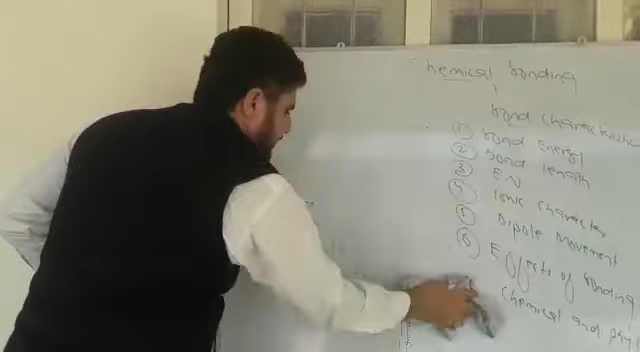 hemical bonding
bond characteristic
① bond energy
② bond length
③ EN
④ Ionic character
⑤ Dipole movement
⑥ Effects of bonding
chemical and phy